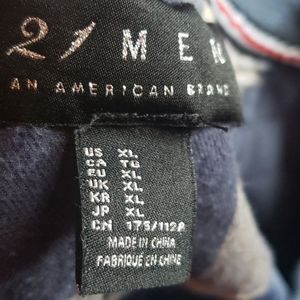 21 MEN
AN AMERICAN BRAND
US XL
CA TG
EU XL
UK XL
KR XL
JP XL
CN 175/112A
MADE IN CHINA
FABRIQUÉ EN CHINE